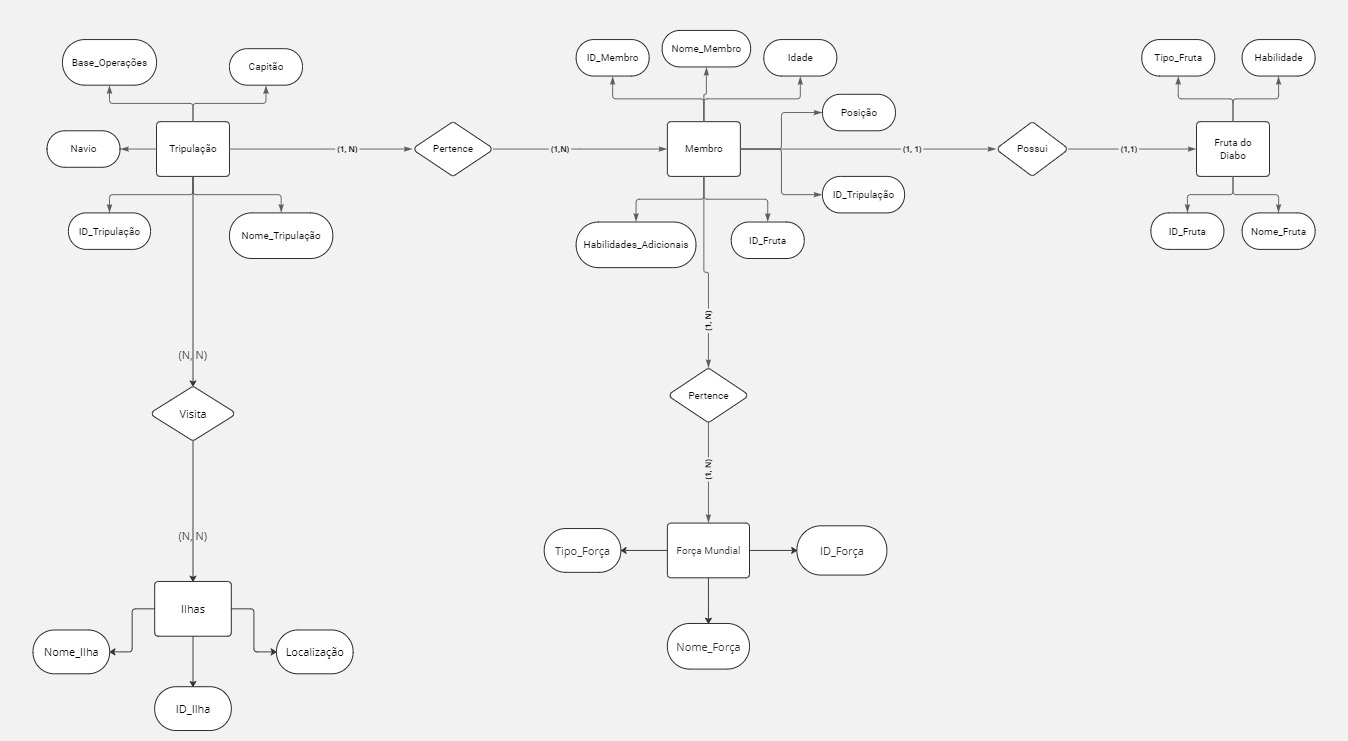 Base_Operações
Capitão
ID_Membro
Nome_Membro
Idade
Tipo_Fruta
Habilidade
Posição
Navio
Tripulação
(1, N)
Pertence
(1,N)
Membro
(1, 1)
Possui
(1,1)
Fruta do
Diabo
ID_Tripulação
ID_Tripulação
Nome_Tripulação
Habilidades_Adicionais
ID_Fruta
ID_Fruta
Nome_Fruta
(1, N)
(N, N)
Pertence
Visita
(1, N)
(N, N)
Tipo_Força
Força Mundial
ID_Força
Ilhas
Nome_Força
Nome_Ilha
Localização
ID_Ilha